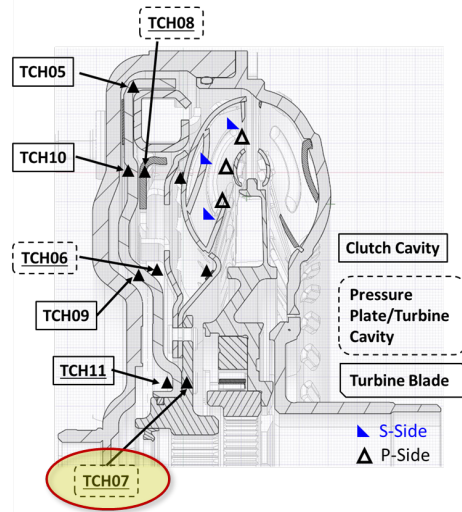 TCH08
TCH05
TCH10
TCH06
TCH09
TCH11
TCH07
Clutch Cavity
Pressure
Plate/Turbine
Cavity
Turbine Blade
S-Side
P-Side